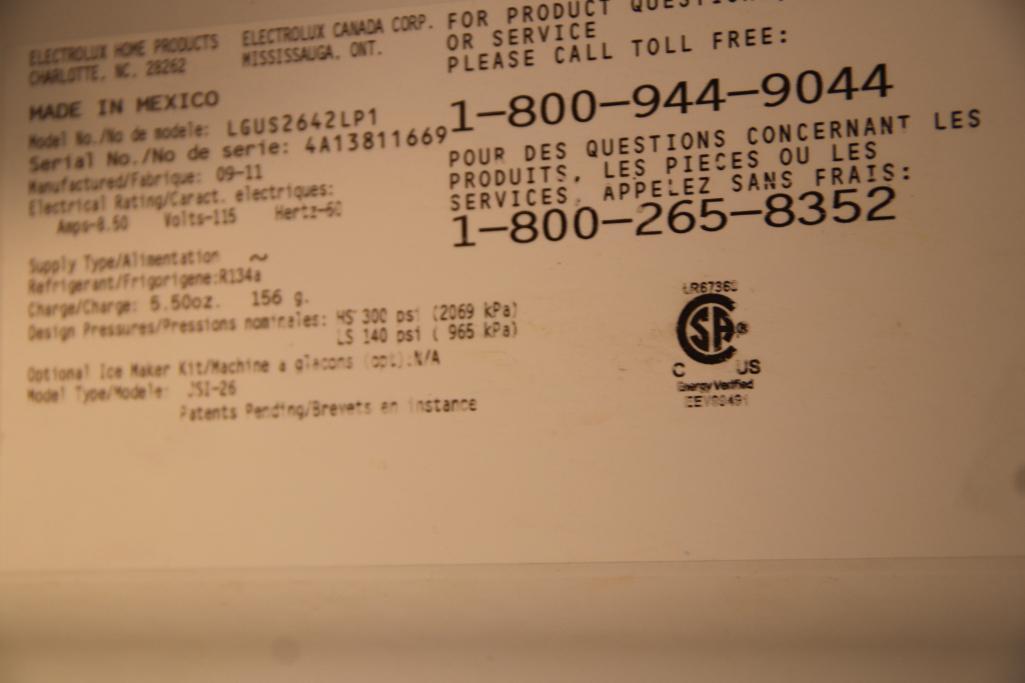 ELECTROLUX HOME PRODUCTS
CHARLOTTE, NC. 28262
ELECTROLUX CANADA CORP.
MISSISSAUGA, ONT.
FOR PRODUCT
OR SERVICE
PLEASE CALL TOLL FREE:
1-800-944-9044
POUR DES QUESTIONS CONCERNANT LES
PRODUITS, LES PIECES OU LES
SERVICES, APPELEZ SANS FRAIS:
1-800-265-8352
MADE IN MEXICO
Model No./No de modele: LGUS2642LP1
Serial No./No de serie: 4A13811669
Manufactured/Fabrique: 09-11
Electrical Rating/Caract. electriques:
Amps-8.50 Volts-115 Hertz-60
Supply Type/Alimentation ~
Refrigerant/Frigorigene:R134a
Charge/Charge: 5.50oz. 156 g.
Design Pressures/Pressions nominales: HS 300 psi (2069 kPa)
LS 140 psi ( 965 kPa)
Optional Ice Maker Kit/Machine a glacons (opt):N/A
Model Type/Modele: JSI-26
Patents Pending/Brevets en instance
SA ®
C US
Energy Verified